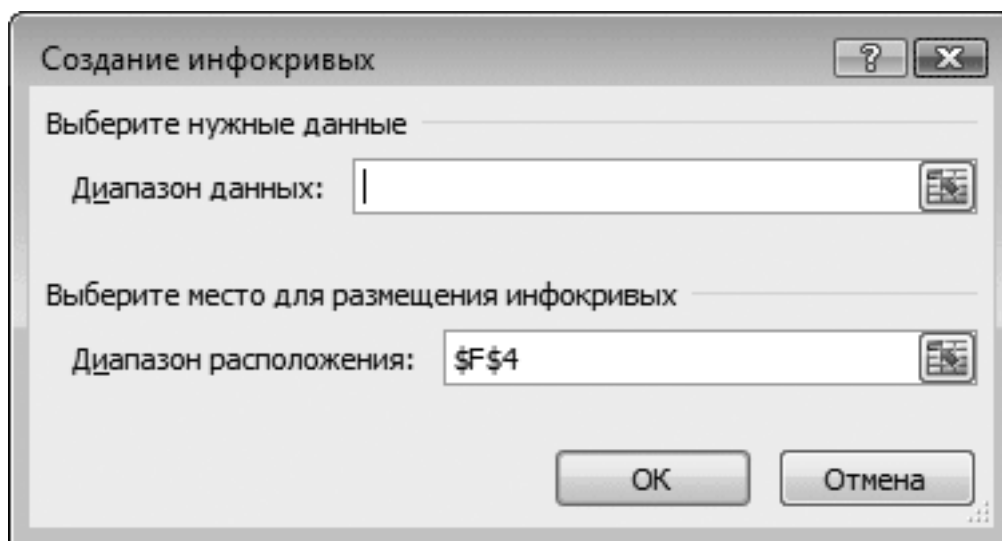 Создание инфокривых
Выберите нужные данные
Диапазон данных:
Выберите место для размещения инфокривых
Диапазон расположения: $F$4
ОК Отмена